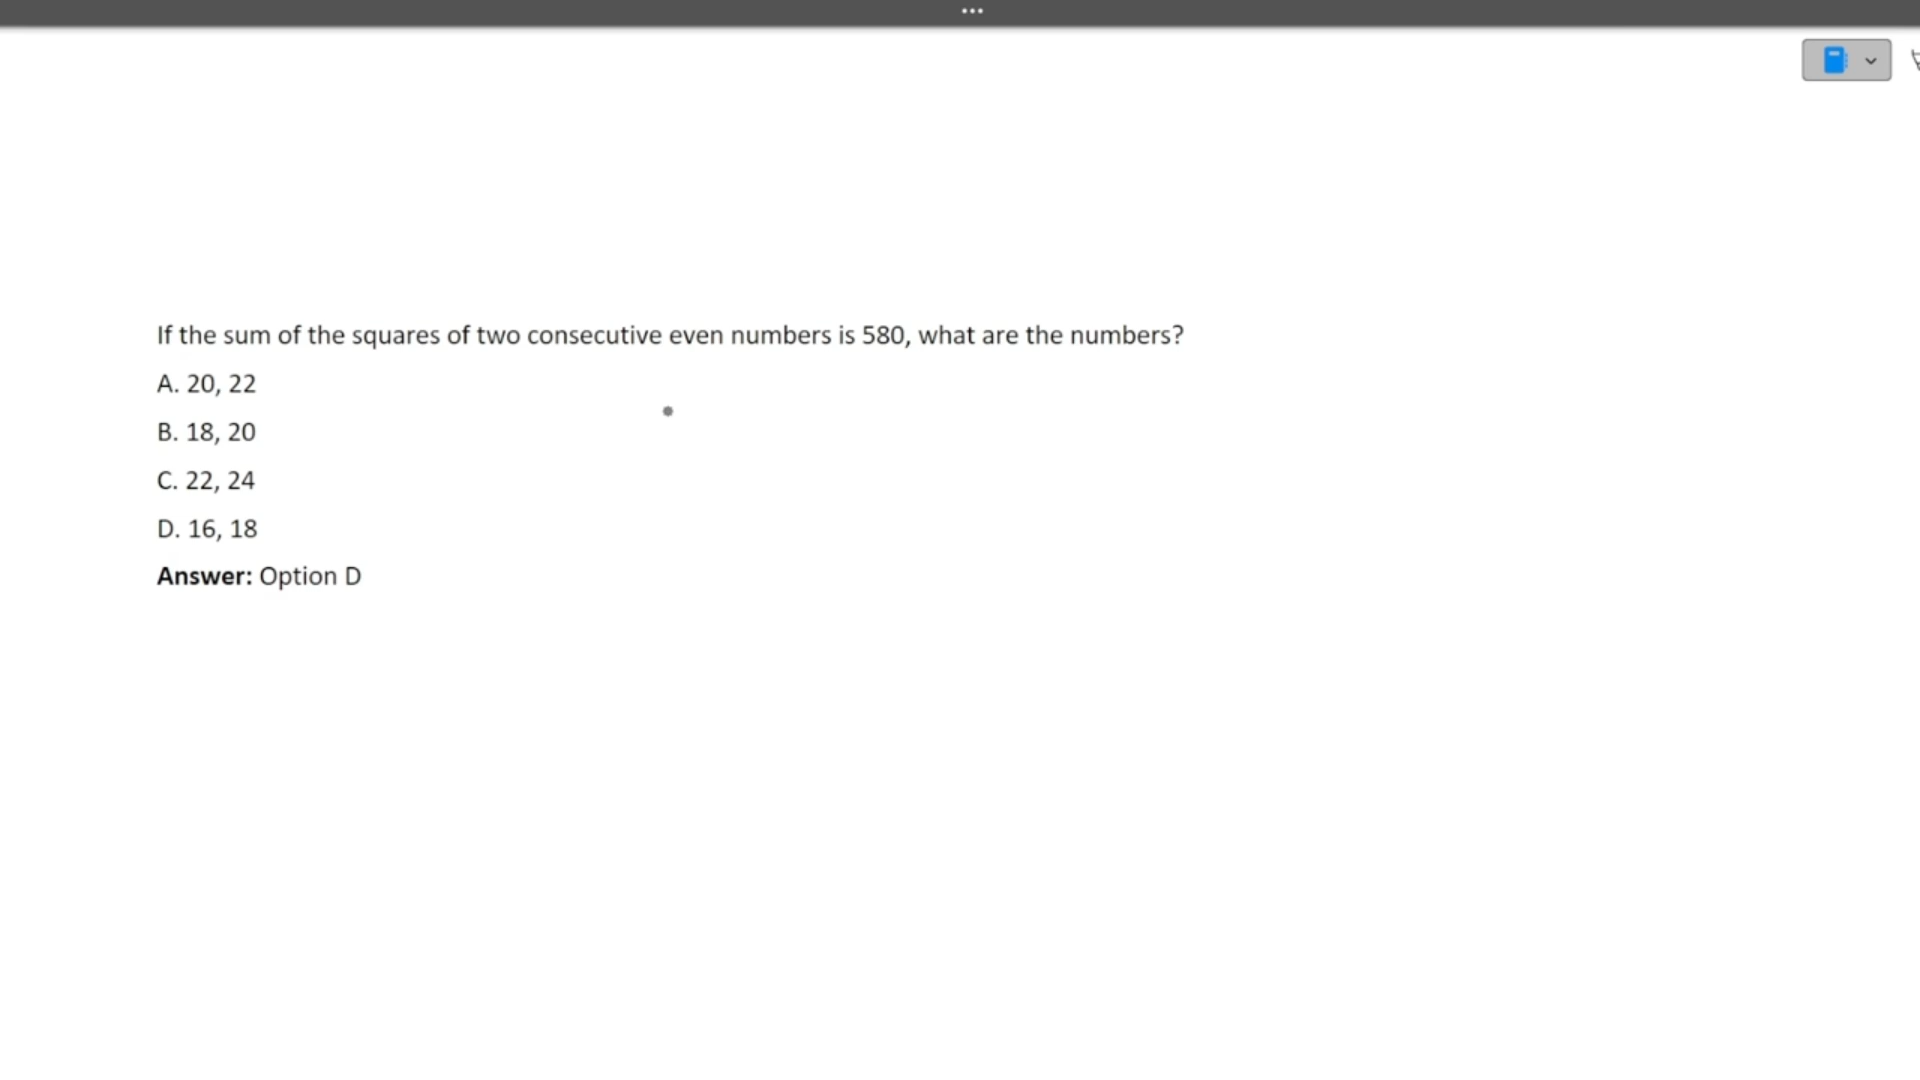 If the sum of the squares of two consecutive even numbers is 580, what are the numbers?
A. 20, 22
B. 18, 20
C. 22, 24
D. 16, 18
Answer: Option D